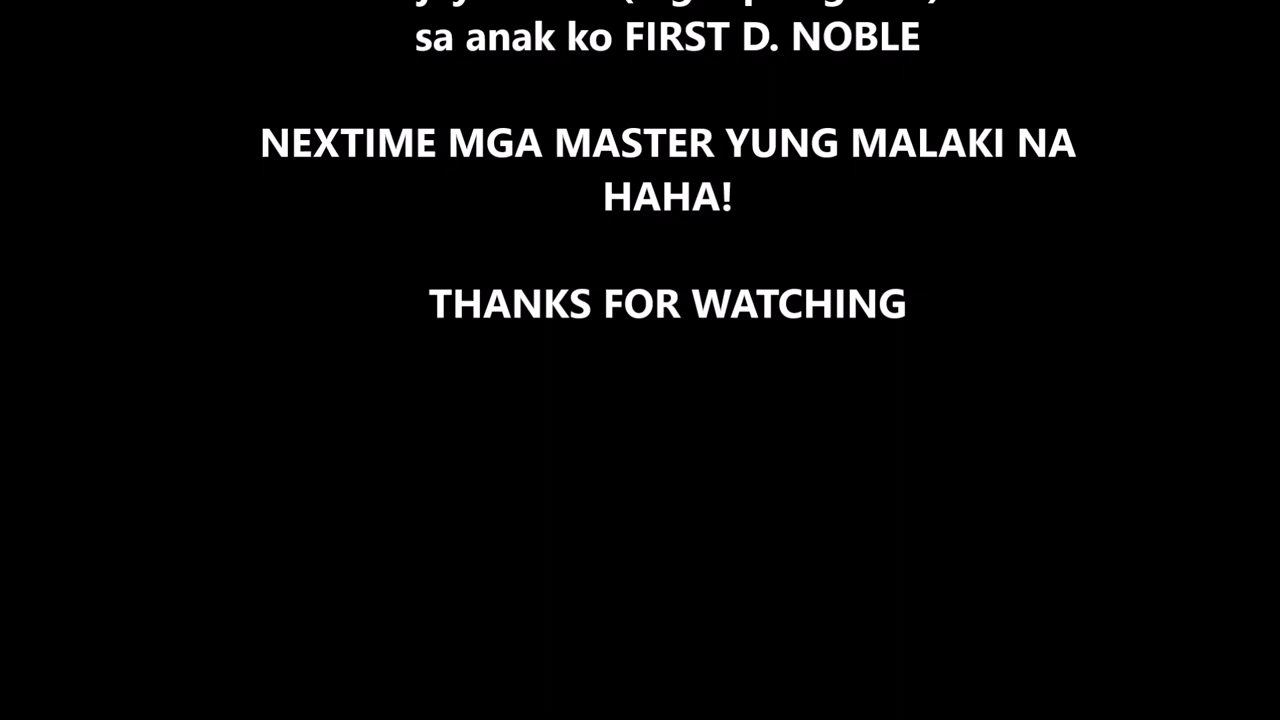 sa anak ko FIRST D. NOBLE
NEXTIME MGA MASTER YUNG MALAKI NA
HAHA!
THANKS FOR WATCHING